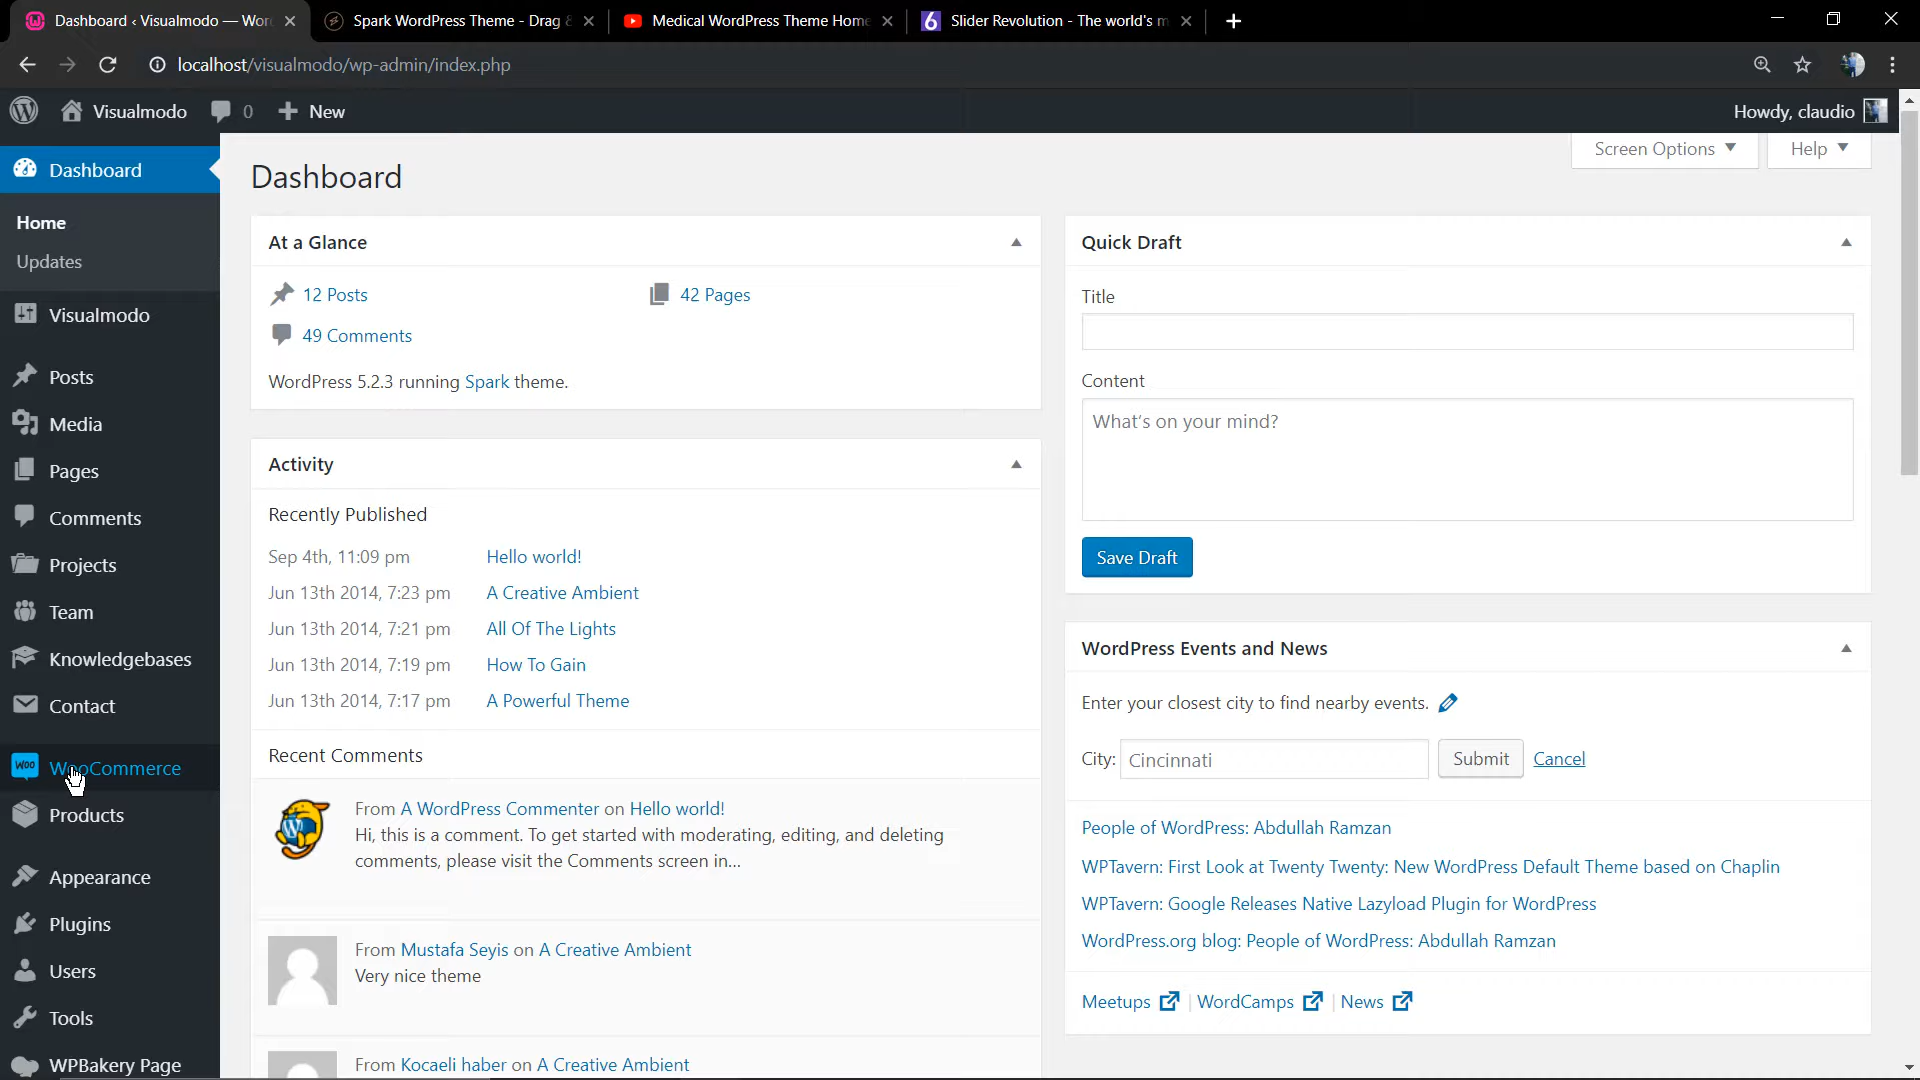 Dashboard ‹ Visualmodo — Wor
Spark WordPress Theme - Drag &
Medical WordPress Theme Home
6 Slider Revolution - The world's m
localhost/visualmodo/wp-admin/index.php
Visualmodo
0
New
Howdy, claudio
Dashboard
Home
Updates
Visualmodo
Posts
Media
Pages
Comments
Projects
Team
Knowledgebases
Contact
Woo WooCommerce
Products
Appearance
Plugins
Users
Tools
WPBakery Page
Dashboard
Screen Options
Help
At a Glance
12 Posts
42 Pages
49 Comments
WordPress 5.2.3 running Spark theme.
Activity
Recently Published
Sep 4th, 11:09 pm Hello world!
Jun 13th 2014, 7:23 pm A Creative Ambient
Jun 13th 2014, 7:21 pm All Of The Lights
Jun 13th 2014, 7:19 pm How To Gain
Jun 13th 2014, 7:17 pm A Powerful Theme
Recent Comments
From A WordPress Commenter on Hello world!
Hi, this is a comment. To get started with moderating, editing, and deleting
comments, please visit the Comments screen in...
From Mustafa Seyis on A Creative Ambient
Very nice theme
From Kocaeli haber on A Creative Ambient
Quick Draft
Title
Content
What's on your mind?
Save Draft
WordPress Events and News
Enter your closest city to find nearby events.
City: Cincinnati Submit Cancel
People of WordPress: Abdullah Ramzan
WPTavern: First Look at Twenty Twenty: New WordPress Default Theme based on Chaplin
WPTavern: Google Releases Native Lazyload Plugin for WordPress
WordPress.org blog: People of WordPress: Abdullah Ramzan
Meetups | WordCamps | News